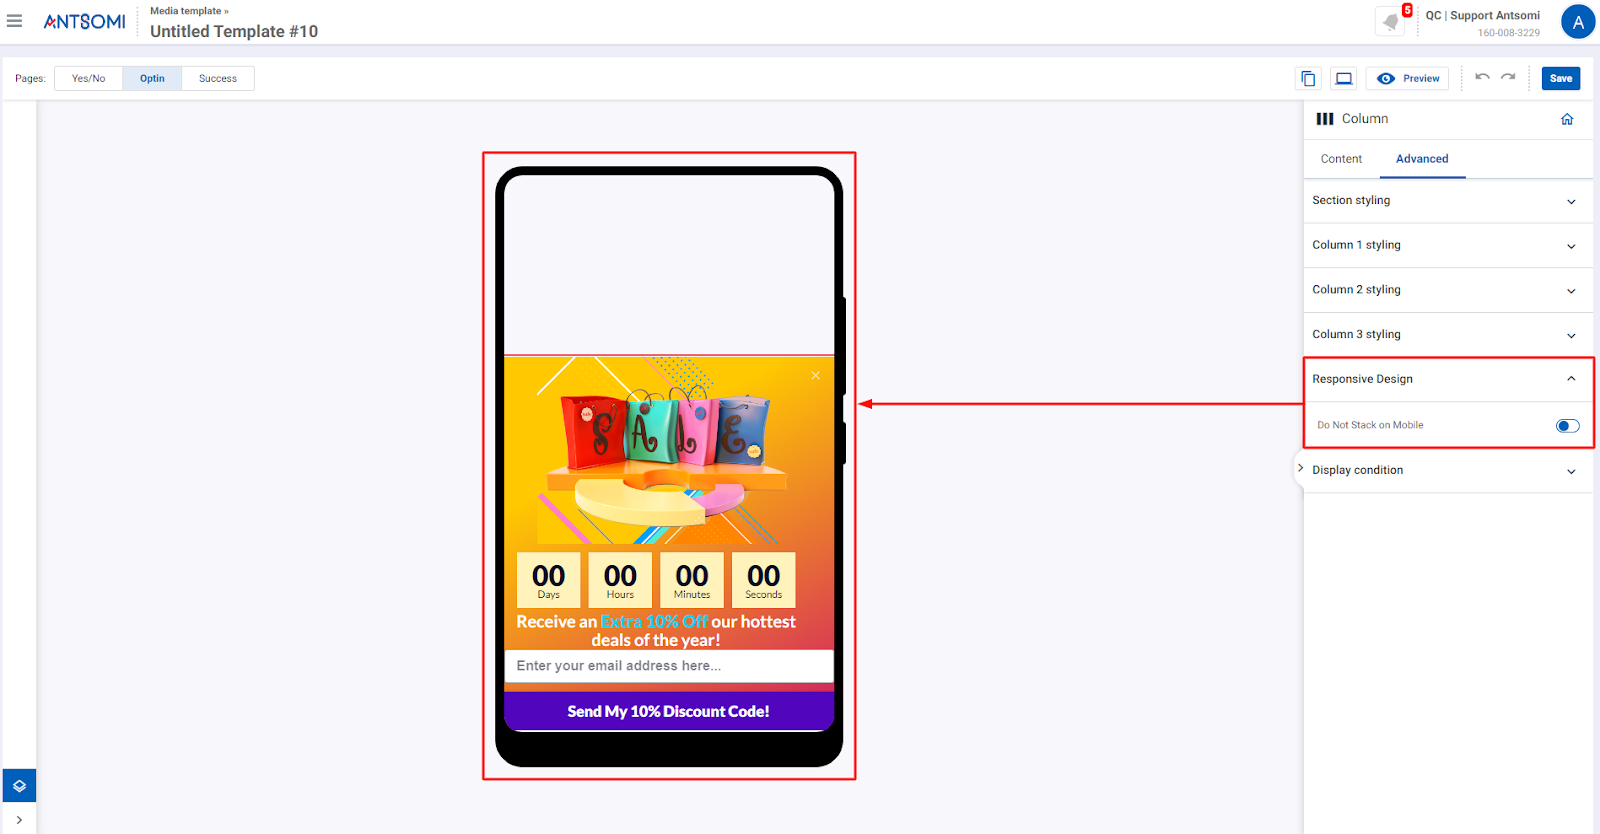 ANTSOMI
Media template »
Untitled Template #10
5
QC | Support Antsomi
160-008-3229
A
Pages:
Yes/No
Optin
Success
Preview
Save
Column
Content
Advanced
Section styling
Column 1 styling
Column 2 styling
Column 3 styling
Responsive Design
Do Not Stack on Mobile
Display condition
SALE
00
Days
00
Hours
00
Minutes
00
Seconds
Receive an Extra 10% Off our hottest
deals of the year!
Enter your email address here...
Send My 10% Discount Code!